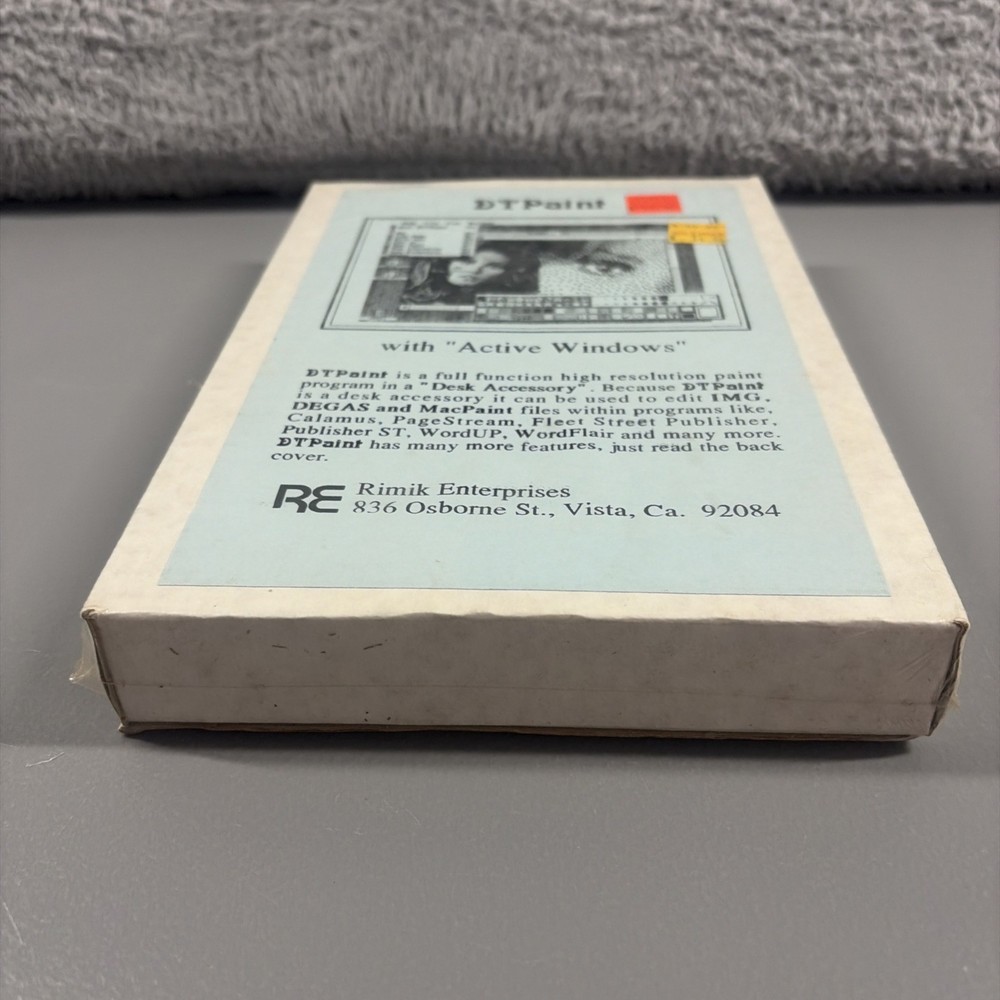 DTPaint
with "Active Windows"
DTPaint is a full function high resolution paint
program in a "Desk Accessory". Because DTPaint
is a desk accessory it can be used to edit IMG,
DEGAS and MacPaint files within programs like,
Calamus, PageStream, Fleet Street Publisher,
Publisher ST, WordUP, WordFlair and many more.
DTPaint has many more features, just read the back
cover.
RE Rimik Enterprises
836 Osborne St., Vista, Ca. 92084